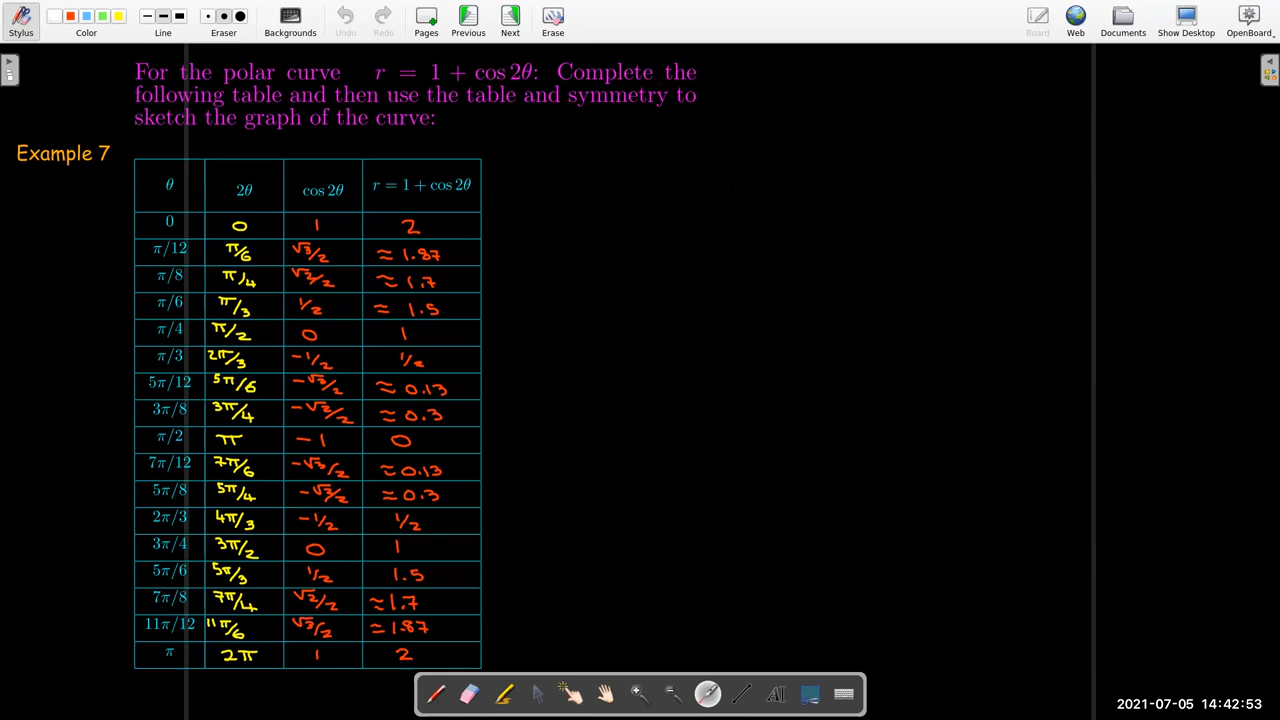 Stylus Color Line Eraser Backgrounds Undo Redo Pages Previous Next Erase Board Web Documents Show Desktop OpenBoard
For the polar curve r = 1 + cos 2θ: Complete the
following table and then use the table and symmetry to
sketch the graph of the curve:
Example 7
θ 2θ cos 2θ r = 1 + cos 2θ
0 0 1 2
π/12 π/6 √3/2 ≈ 1.87
π/8 π/4 √2/2 ≈ 1.7
π/6 π/3 1/2 ≈ 1.5
π/4 π/2 0 1
π/3 2π/3 -1/2 1/2
5π/12 5π/6 -√3/2 ≈ 0.13
3π/8 3π/4 -√2/2 ≈ 0.3
π/2 π -1 0
7π/12 7π/6 -√3/2 ≈ 0.13
5π/8 5π/4 -√2/2 ≈ 0.3
2π/3 4π/3 -1/2 1/2
3π/4 3π/2 0 1
5π/6 5π/3 1/2 1.5
7π/8 7π/4 √2/2 ≈ 1.7
11π/12 11π/6 √3/2 ≈ 1.87
π 2π 1 2
AI
2021-07-05 14:42:53